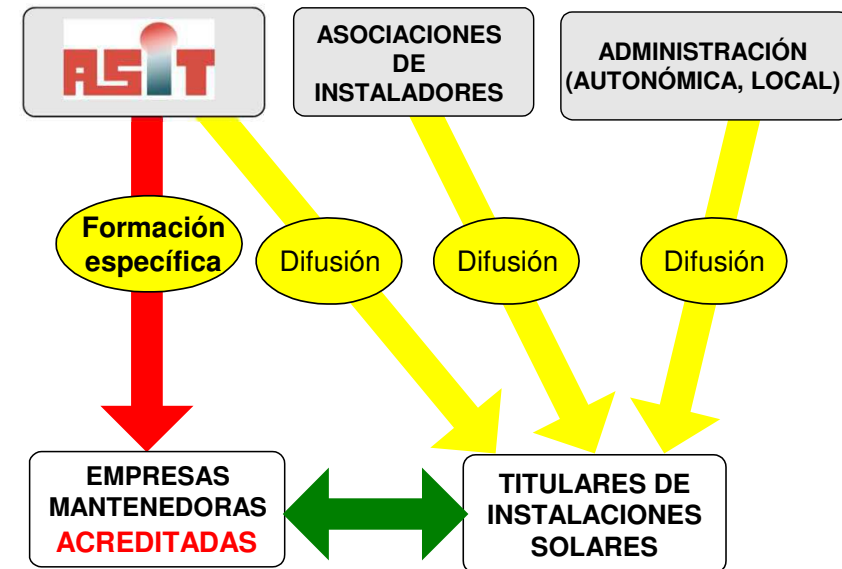 ASIT
ASOCIACIONES
DE
INSTALADORES
ADMINISTRACIÓN
(AUTONÓMICA, LOCAL)
Formación
específica
Difusión
Difusión
Difusión
EMPRESAS
MANTENEDORAS
ACREDITADAS
TITULARES DE
INSTALACIONES
SOLARES